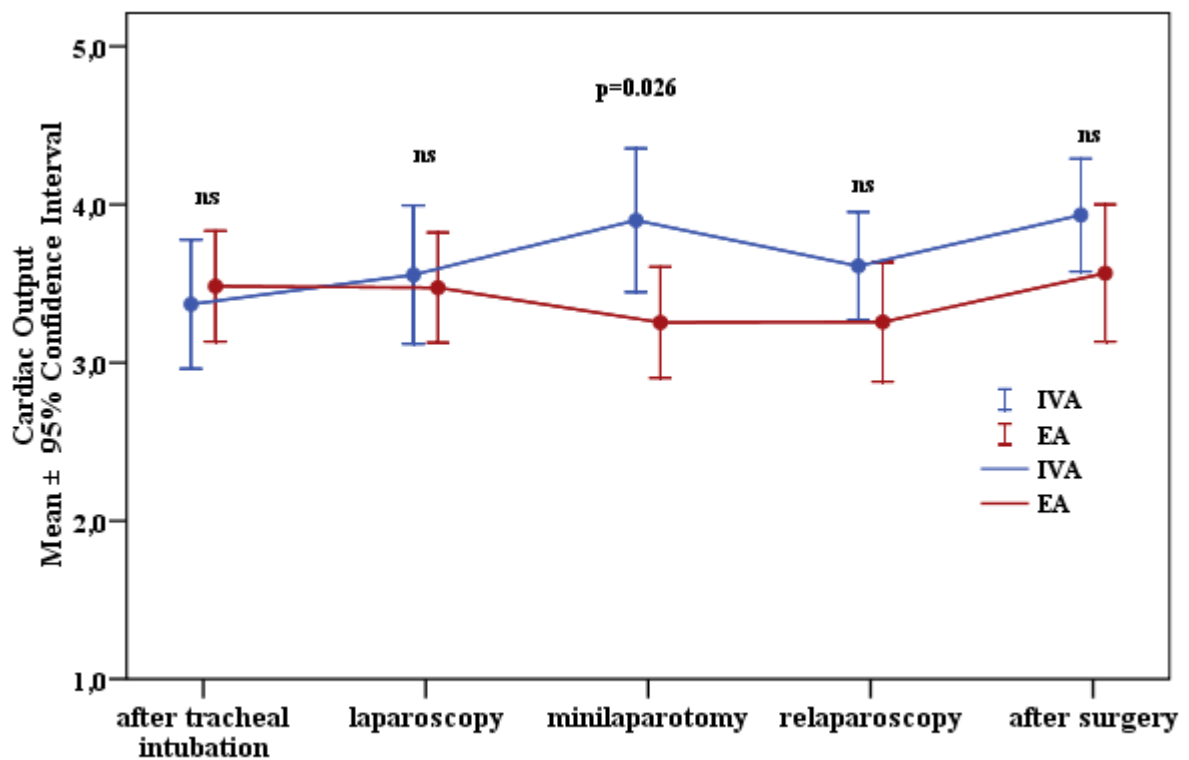 Cardiac Output
Mean ± 95% Confidence Interval
5,0
4,0
3,0
2,0
1,0
ns
ns
p=0.026
ns
ns
IVA
EA
IVA
EA
after tracheal
intubation
laparoscopy
minilaparotomy
relaparoscopy
after surgery